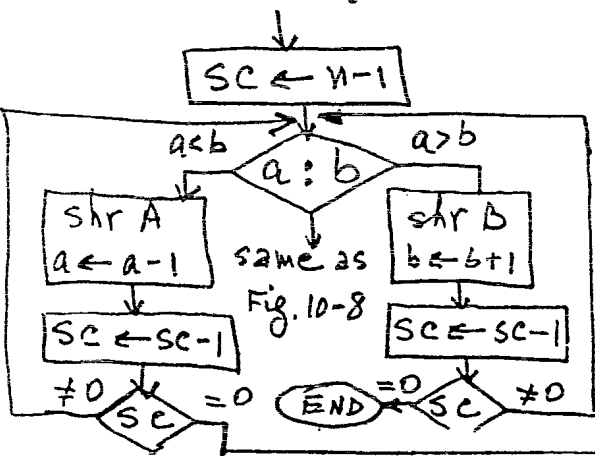 SC ← n-1
a<b
a : b
a>b
shr A
a ← a-1
same as
Fig. 10-8
shr B
b ← b+1
SC ← SC-1
SC ← SC-1
≠0
SC
=0
END
=0
SC
≠0